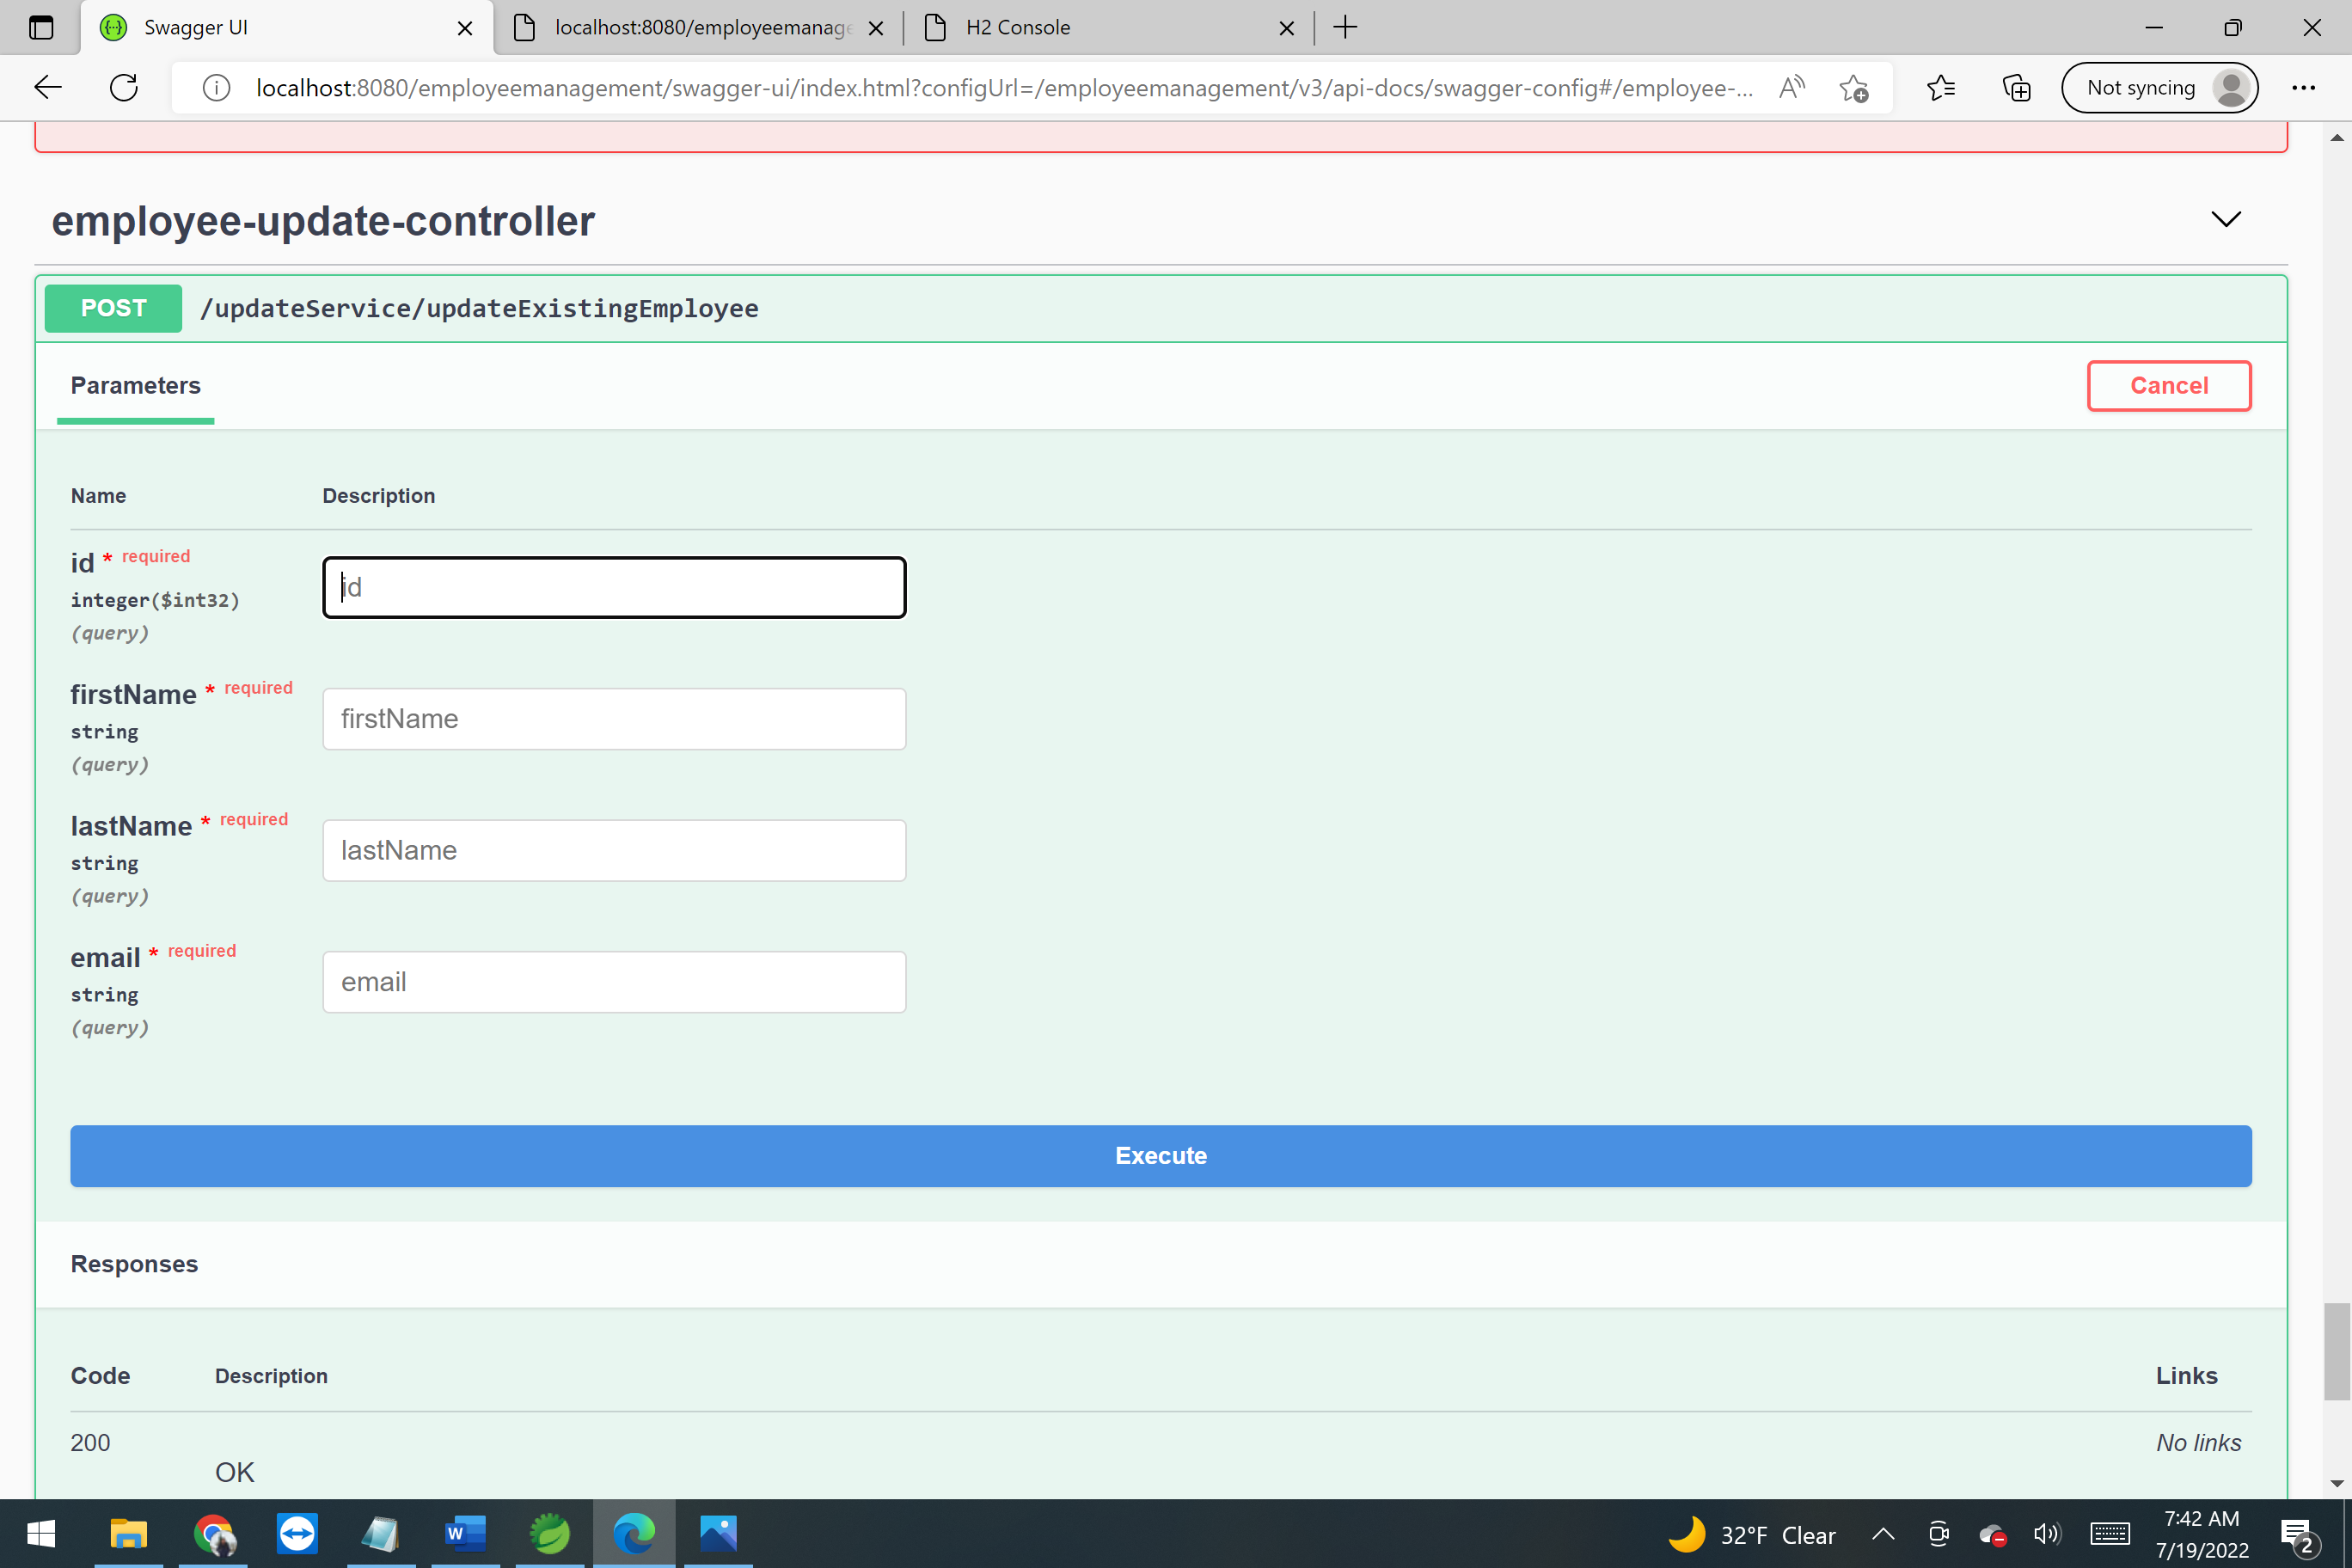 Swagger UI
localhost:8080/employeemanage
H2 Console
localhost:8080/employeemanagement/swagger-ui/index.html?configUrl=/employeemanagement/v3/api-docs/swagger-config#/employee-...
Not syncing
employee-update-controller
POST /updateService/updateExistingEmployee
Parameters
Cancel
Name Description
id * required
integer($int32)
(query)
id
firstName * required
string
(query)
firstName
lastName * required
string
(query)
lastName
email * required
string
(query)
email
Execute
Responses
Code Description Links
200 No links
OK
32°F Clear
7:42 AM
7/19/2022
2